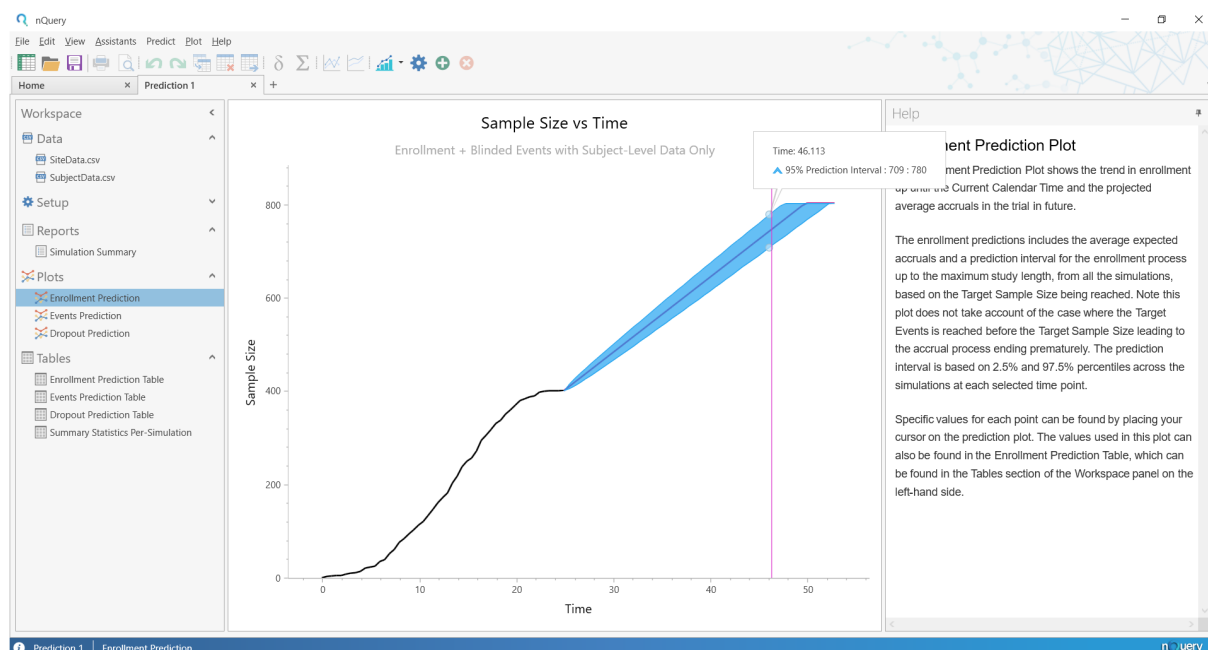 nQuery
File Edit View Assistants Predict Plot Help
δ Σ
Home × Prediction 1 × +
Workspace <
Data
SiteData.csv
SubjectData.csv
Setup
Reports
Simulation Summary
Plots
Enrollment Prediction
Events Prediction
Dropout Prediction
Tables
Enrollment Prediction Table
Events Prediction Table
Dropout Prediction Table
Summary Statistics Per-Simulation
Sample Size vs Time
Enrollment + Blinded Events with Subject-Level Data Only
Time: 46.113
95% Prediction Interval : 709 : 780
Sample Size
800
600
400
200
0
0 10 20 30 40 50
Time
Help
Prediction Plot
ment Prediction Plot shows the trend in enrollment
up until the Current Calendar Time and the projected
average accruals in the trial in future.
The enrollment predictions includes the average expected
accruals and a prediction interval for the enrollment process
up to the maximum study length, from all the simulations,
based on the Target Sample Size being reached. Note this
plot does not take account of the case where the Target
Events is reached before the Target Sample Size leading to
the accrual process ending prematurely. The prediction
interval is based on 2.5% and 97.5% percentiles across the
simulations at each selected time point.
Specific values for each point can be found by placing your
cursor on the prediction plot. The values used in this plot can
also be found in the Enrollment Prediction Table, which can
be found in the Tables section of the Workspace panel on the
left-hand side.
Prediction 1 | Enrollment Prediction